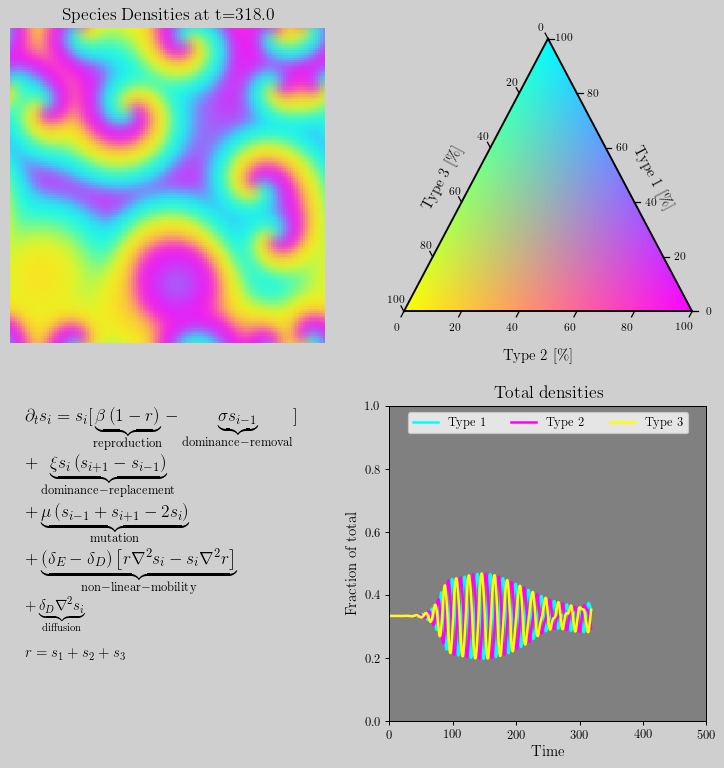 Species Densities at t=318.0
0
100
20
80
40
60
Type 3 [%]
Type 1 [%]
60
40
80
20
100
0
0
20
40
60
80
100
Type 2 [%]
∂ₜsᵢ = sᵢ[ β (1 − r) − σsᵢ₋₁ ]
reproduction dominance−removal
+ ξsᵢ (sᵢ₊₁ − sᵢ₋₁)
dominance−replacement
+ μ (sᵢ₋₁ + sᵢ₊₁ − 2sᵢ)
mutation
+ (δ_E − δ_D) [r∇²sᵢ − sᵢ∇²r]
non−linear−mobility
+ δ_D∇²sᵢ
diffusion
r = s₁ + s₂ + s₃
Total densities
Type 1 Type 2 Type 3
1.0
0.8
0.6
0.4
0.2
0.0
Fraction of total
0 100 200 300 400 500
Time